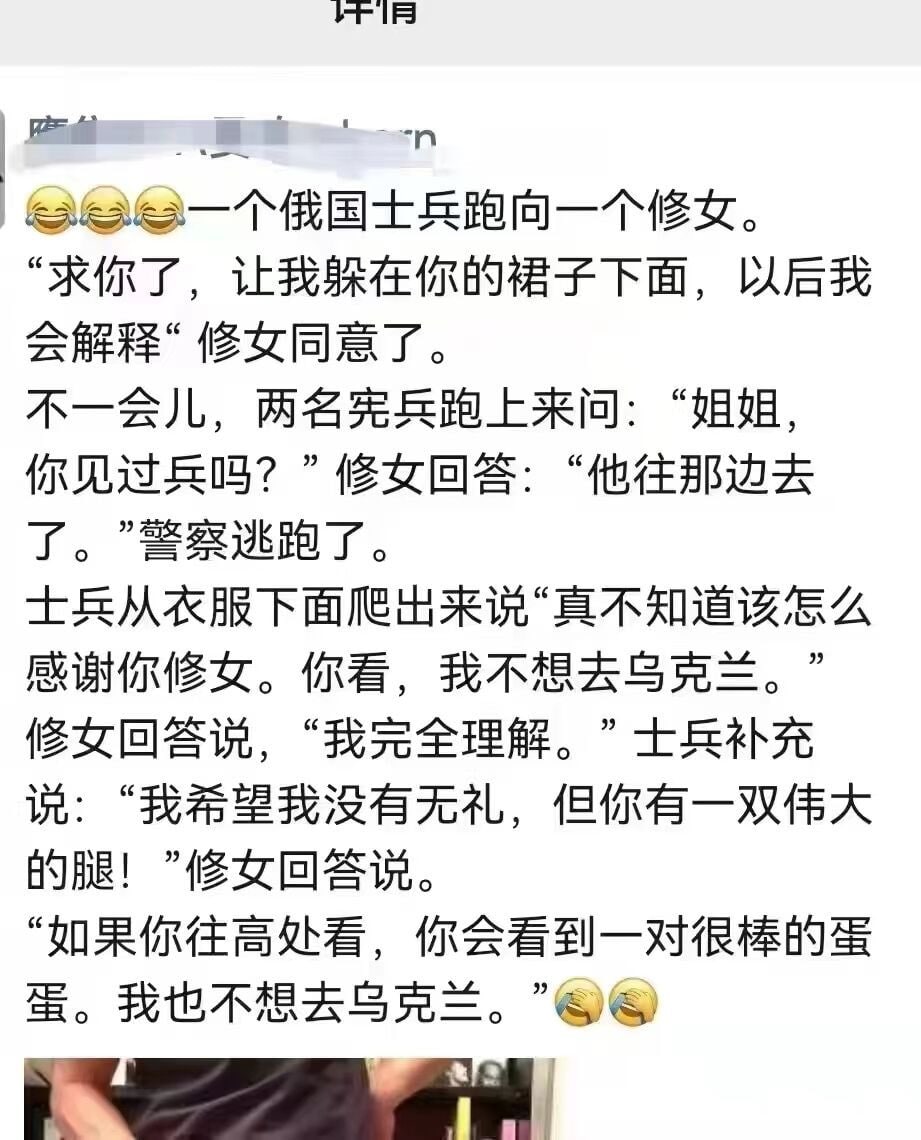 详情
😂😂😂一个俄国士兵跑向一个修女。
“求你了，让我躲在你的裙子下面，以后我
会解释“ 修女同意了。
不一会儿，两名宪兵跑上来问：“姐姐，
你见过兵吗？” 修女回答：“他往那边去
了。”警察逃跑了。
士兵从衣服下面爬出来说“真不知道该怎么
感谢你修女。你看，我不想去乌克兰。”
修女回答说，“我完全理解。” 士兵补充
说：“我希望我没有无礼，但你有一双伟大
的腿！”修女回答说。
“如果你往高处看，你会看到一对很棒的蛋
蛋。我也不想去乌克兰。”🤦🤦